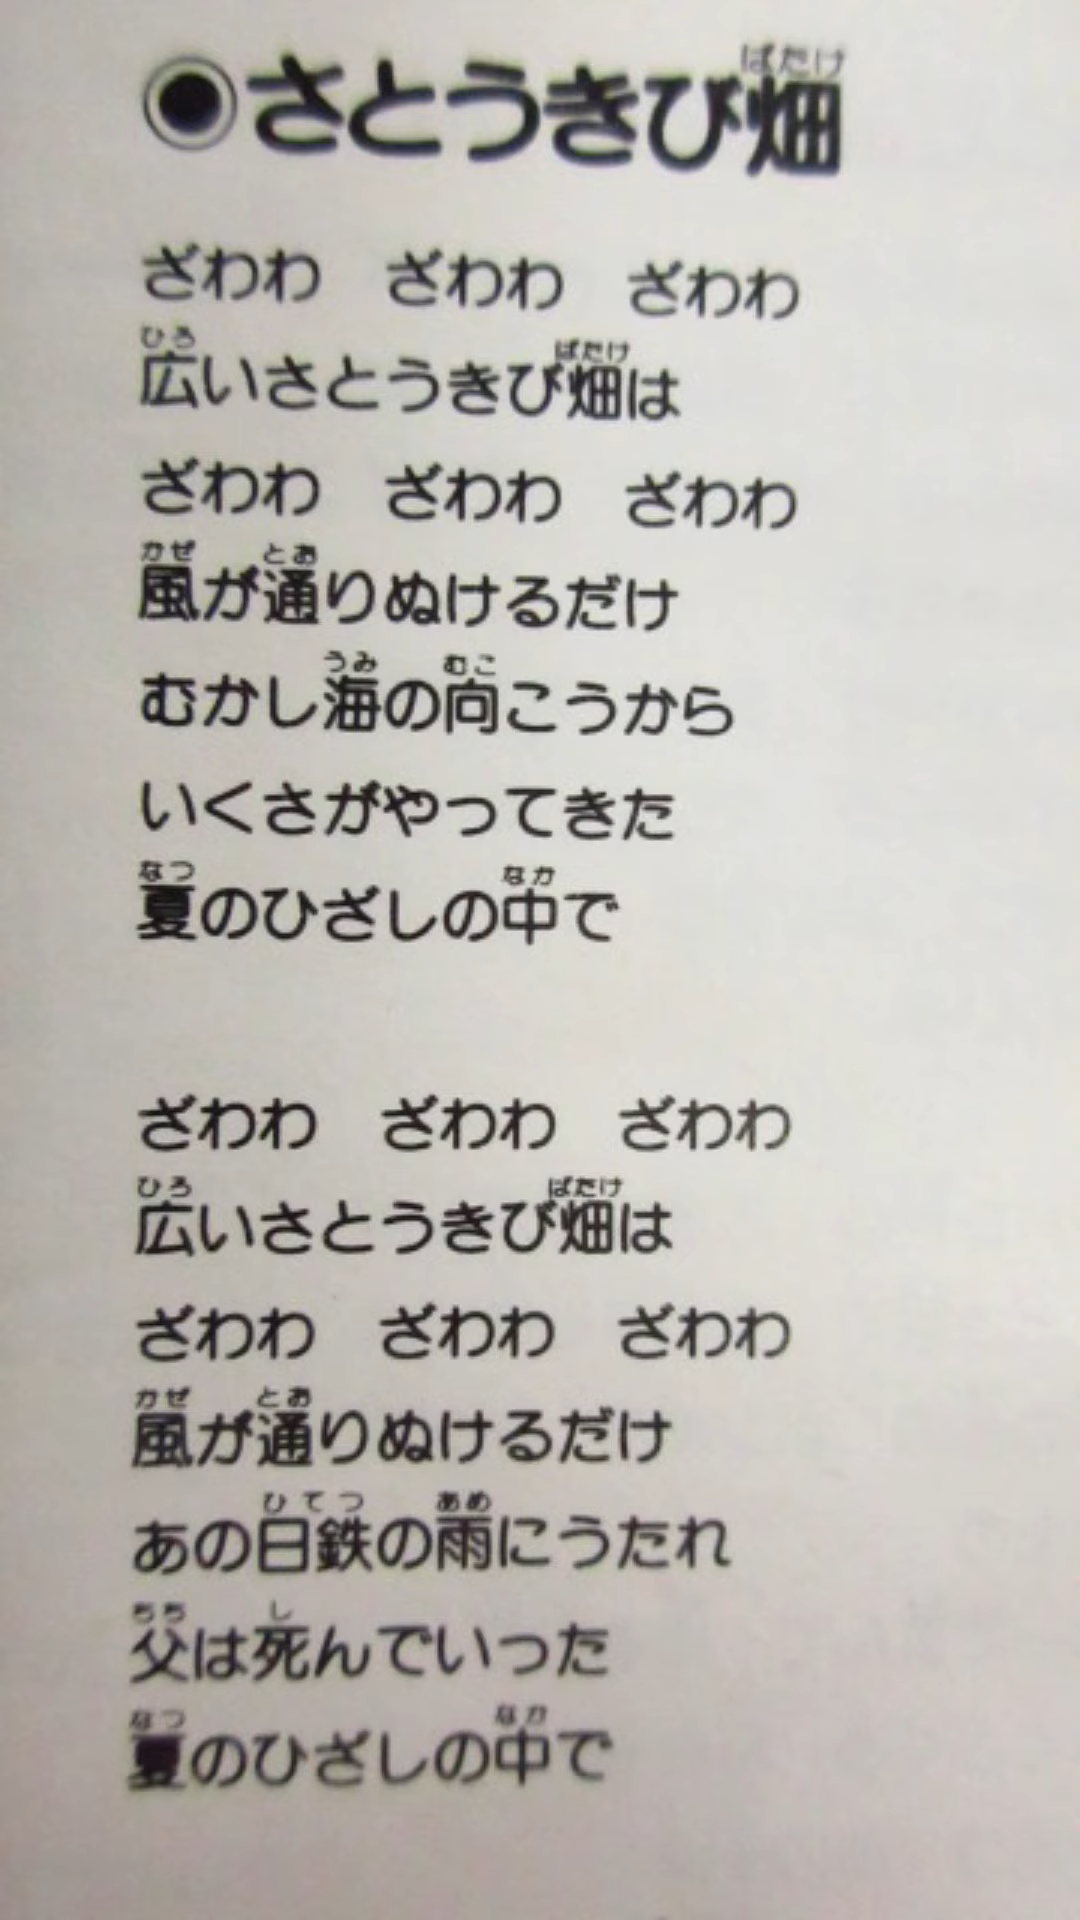 ●さとうきび畑
ざわわ　ざわわ　ざわわ
広いさとうきび畑は
ざわわ　ざわわ　ざわわ
風が通りぬけるだけ
むかし海の向こうから
いくさがやってきた
夏のひざしの中で
ざわわ　ざわわ　ざわわ
広いさとうきび畑は
ざわわ　ざわわ　ざわわ
風が通りぬけるだけ
あの日鉄の雨にうたれ
父は死んでいった
夏のひざしの中で